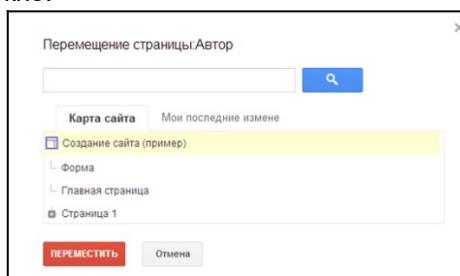 Перемещение страницы:Автор
Карта сайта Мои последние измене
Создание сайта (пример)
Форма
Главная страница
Страница 1
ПЕРЕМЕСТИТЬ Отмена